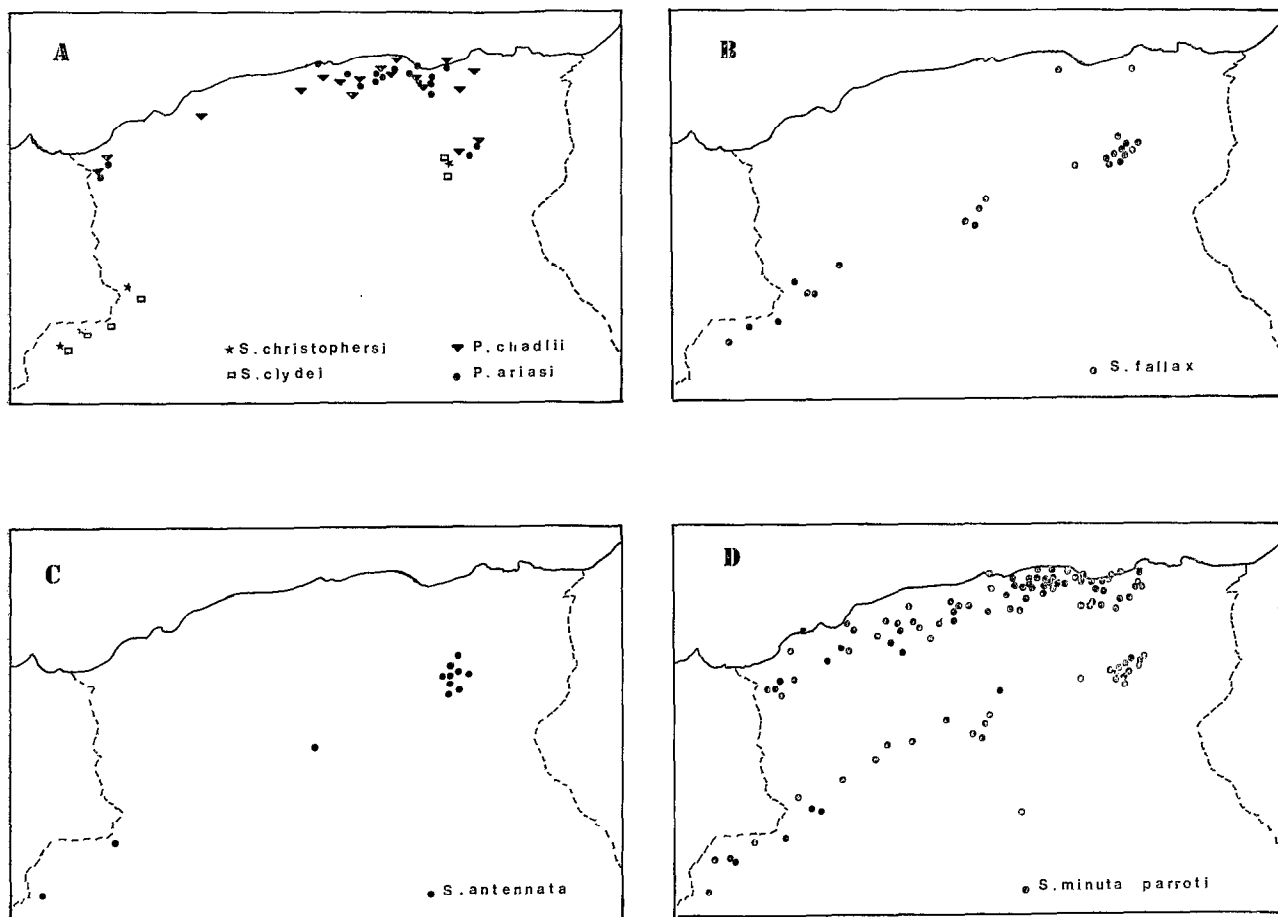 A
S.christophersi
P.chadlii
S.clydei
P.ariasi
B
S.fallax
C
S.antennata
D
S.minuta parroti